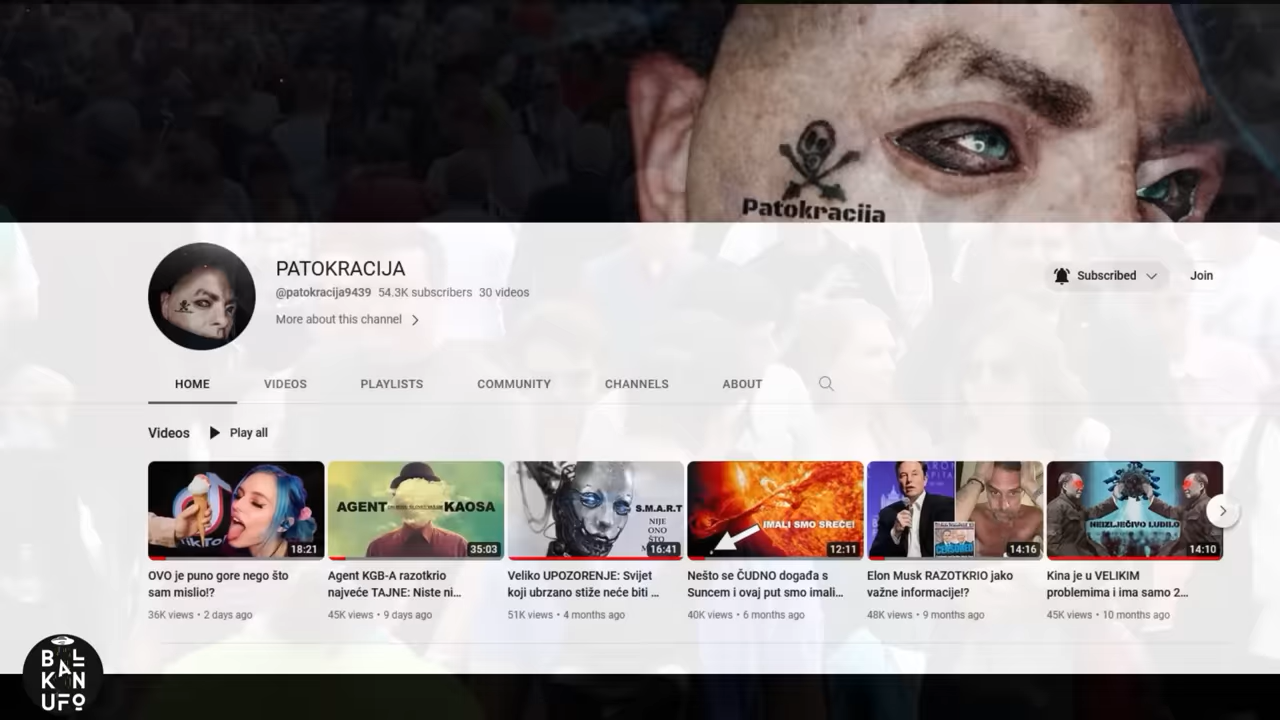 Patokracija
PATOKRACIJA
@patokracija9439 54.3K subscribers 30 videos
More about this channel
Subscribed
Join
HOME VIDEOS PLAYLISTS COMMUNITY CHANNELS ABOUT
Videos Play all
18:21
AGENT KAOSA
35:03
S.M.A.R.T
NIJE
ONO
ŠTO
16:41
IMALI SMO SREĆE!
12:11
CENSORED
14:16
NEIZLJEČIVO LUDILO
14:10
OVO je puno gore nego što
sam mislio!?
36K views • 2 days ago
Agent KGB-A razotkrio
najveće TAJNE: Niste ni...
45K views • 9 days ago
Veliko UPOZORENJE: Svijet
koji ubrzano stiže neće biti ...
51K views • 4 months ago
Nešto se ČUDNO događa s
Suncem i ovaj put smo imali...
40K views • 6 months ago
Elon Musk RAZOTKRIO jako
važne informacije!?
48K views • 9 months ago
Kina je u VELIKIM
problemima i ima samo 2...
45K views • 10 months ago
BALKAN
UFO